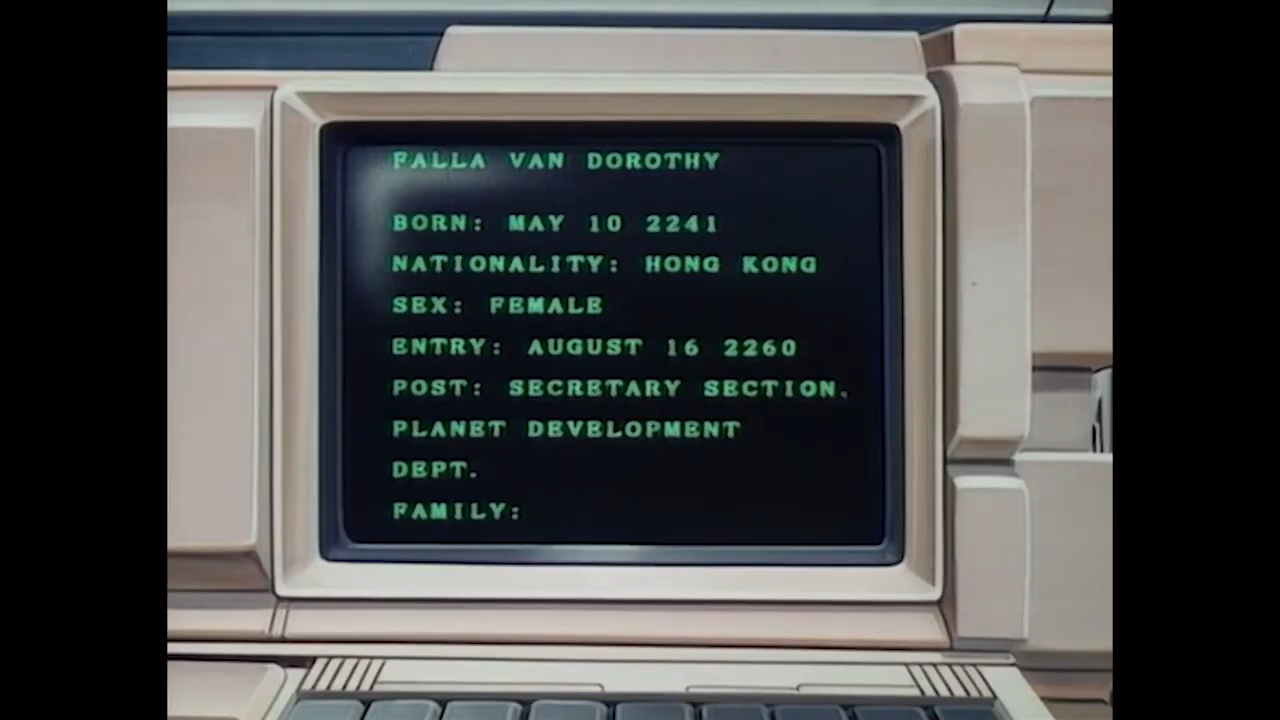 FALLA VAN DOROTHY
BORN: MAY 10 2241
NATIONALITY: HONG KONG
SEX: FEMALE
ENTRY: AUGUST 16 2260
POST: SECRETARY SECTION.
PLANET DEVELOPMENT
DEPT.
FAMILY: